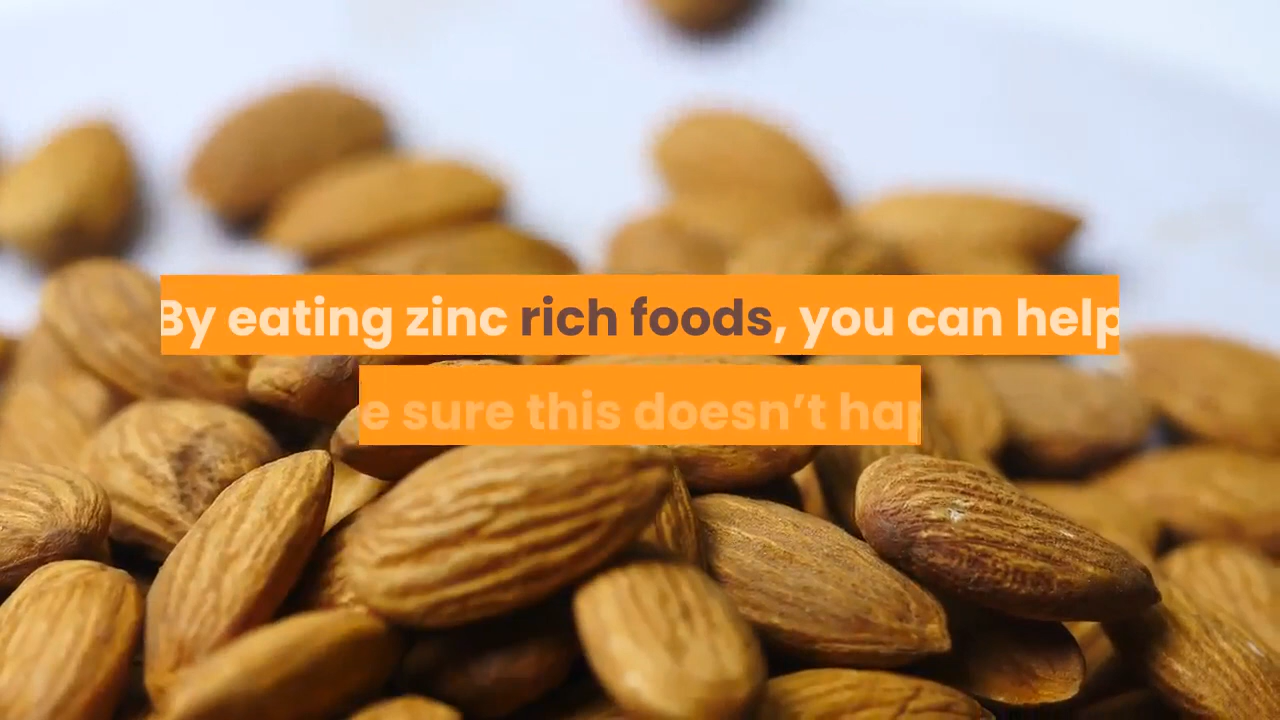 By eating zinc rich foods, you can help
e sure this doesn’t hap